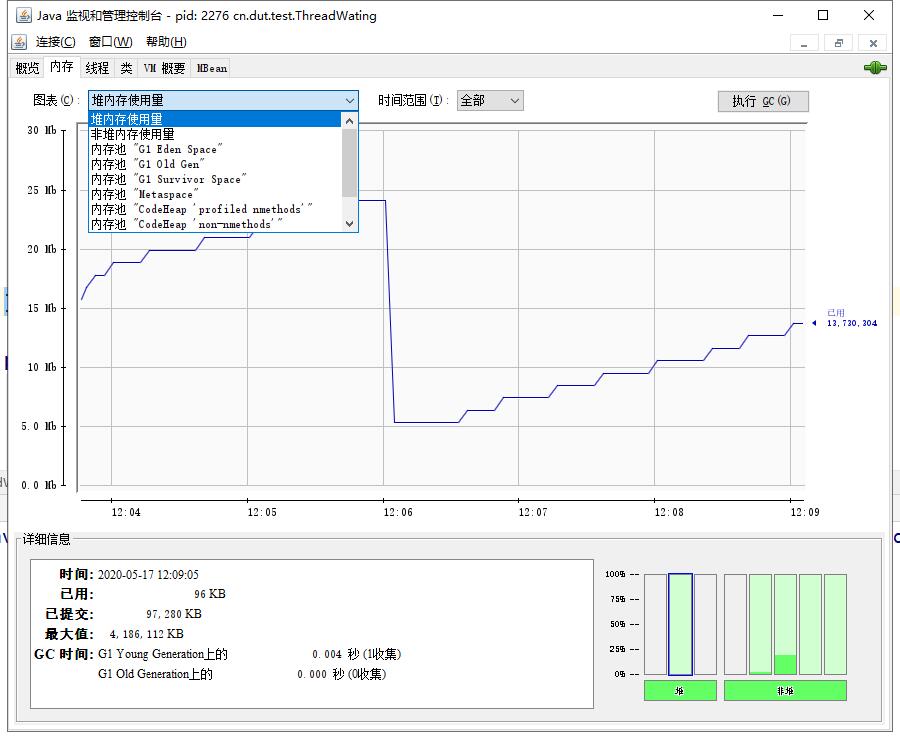 Java 监视和管理控制台 - pid: 2276 cn.dut.test.ThreadWating
连接(C) 窗口(W) 帮助(H)
概览 内存 线程 类 VM 概要 MBean
图表(C): 堆内存使用量 时间范围(I): 全部 执行 GC(G)
堆内存使用量
非堆内存使用量
内存池 "G1 Eden Space"
内存池 "G1 Old Gen"
内存池 "G1 Survivor Space"
内存池 "Metaspace"
内存池 "CodeHeap 'profiled nmethods'"
内存池 "CodeHeap 'non-nmethods'"
30 Mb
25 Mb
20 Mb
15 Mb
10 Mb
5.0 Mb
0.0 Mb
已用
13,730,304
12:04 12:05 12:06 12:07 12:08 12:09
详细信息
时间: 2020-05-17 12:09:05
已用: 96 KB
已提交: 97,280 KB
最大值: 4,186,112 KB
GC 时间: G1 Young Generation上的 0.004 秒 (1收集)
G1 Old Generation上的 0.000 秒 (0收集)
100% --
75% --
50% --
25% --
0% --
堆 非堆